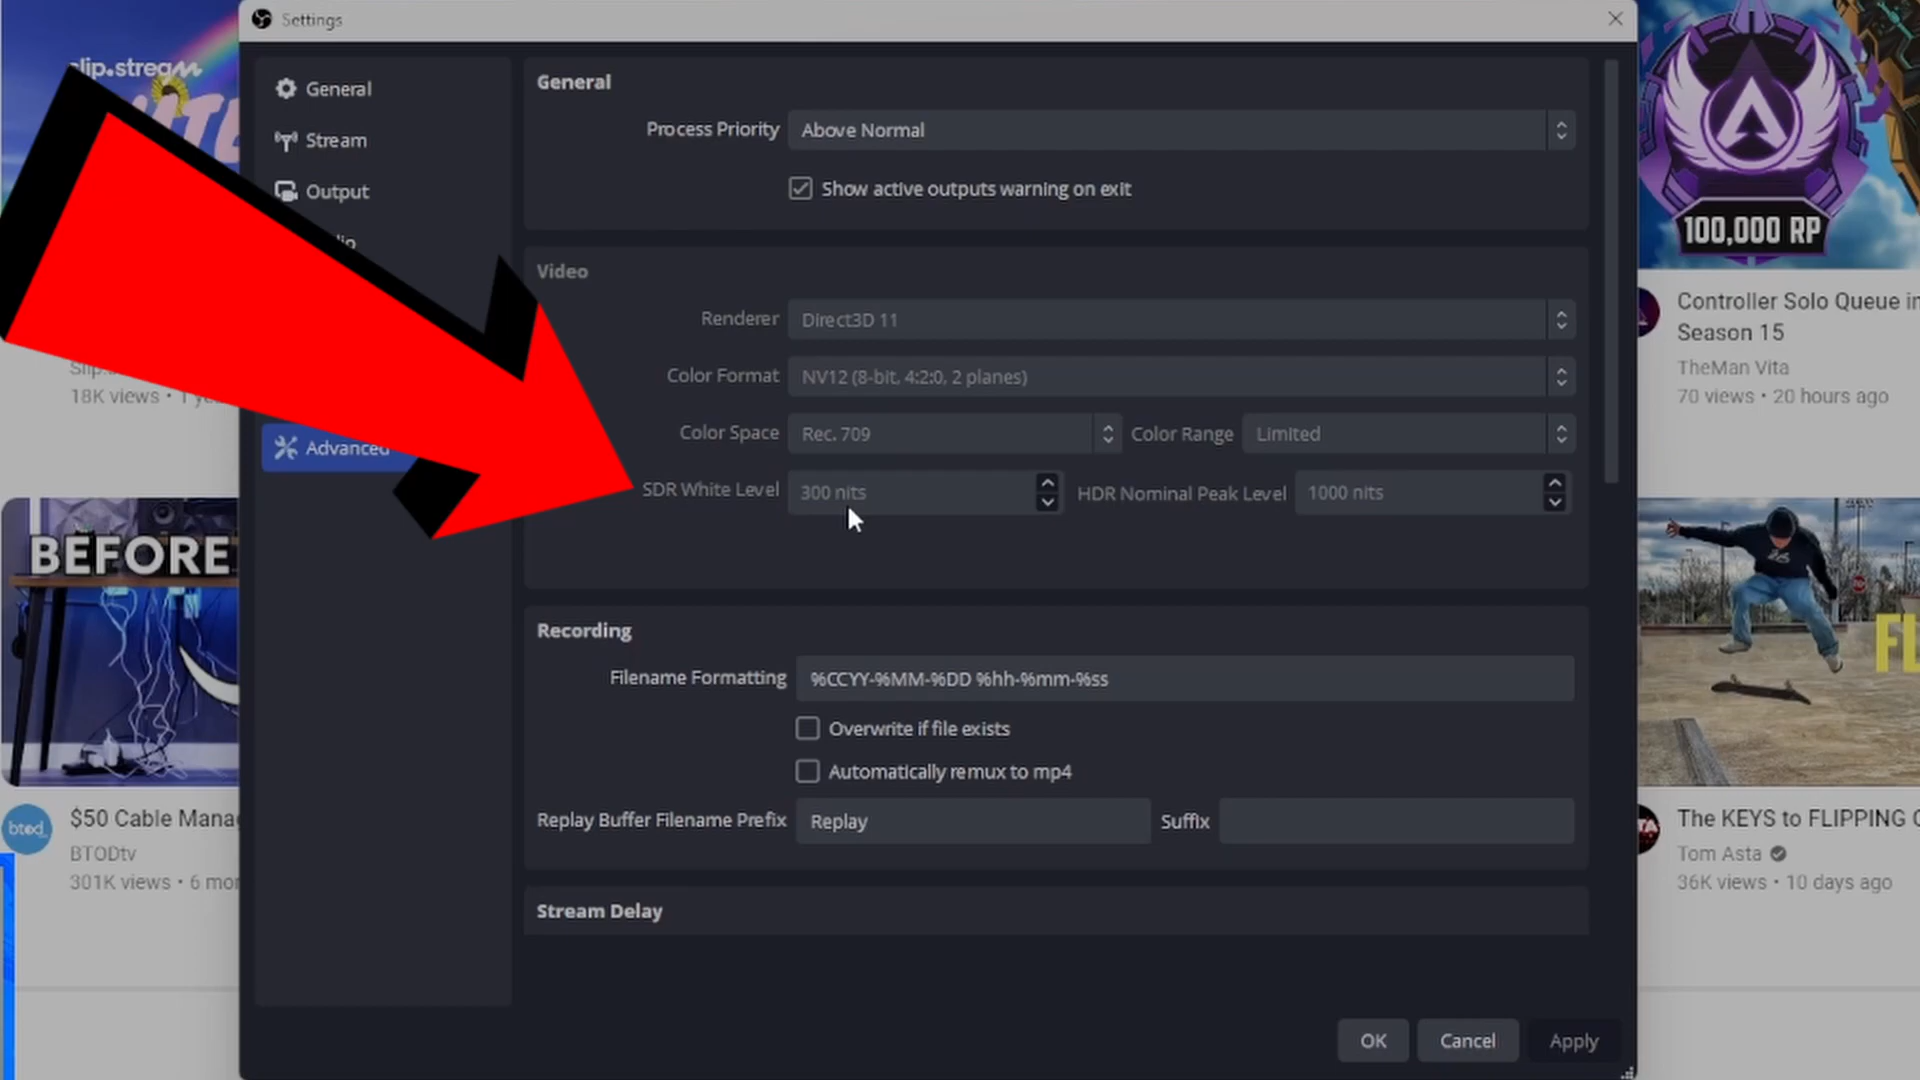 Settings
slip.stream
General
Stream
Output
Advanced
General
Process Priority
Above Normal
Show active outputs warning on exit
Video
Renderer
Direct3D 11
Color Format
NV12 (8-bit, 4:2:0, 2 planes)
Color Space
Rec. 709
Color Range
Limited
SDR White Level
300 nits
HDR Nominal Peak Level
1000 nits
Recording
Filename Formatting
%CCYY-%MM-%DD %hh-%mm-%ss
Overwrite if file exists
Automatically remux to mp4
Replay Buffer Filename Prefix
Replay
Suffix
Stream Delay
OK
Cancel
Apply
18K views • 1
BEFORE
btod
$50 Cable
BTODtv
301K views • 6
100,000 RP
Controller Solo Queue in
Season 15
TheMan Vita
70 views • 20 hours ago
The KEYS to FLIPPING
Tom Asta
36K views • 10 days ago